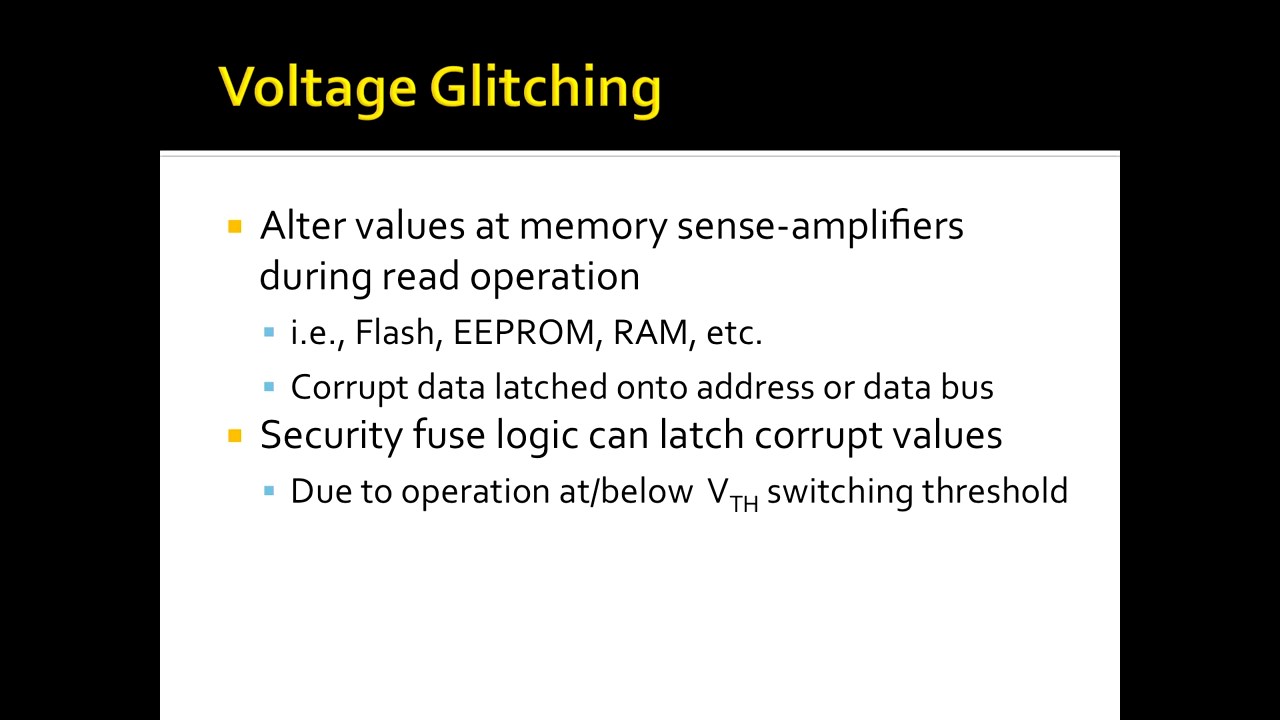 Voltage Glitching
Alter values at memory sense-amplifiers
during read operation
i.e., Flash, EEPROM, RAM, etc.
Corrupt data latched onto address or data bus
Security fuse logic can latch corrupt values
Due to operation at/below VTH switching threshold